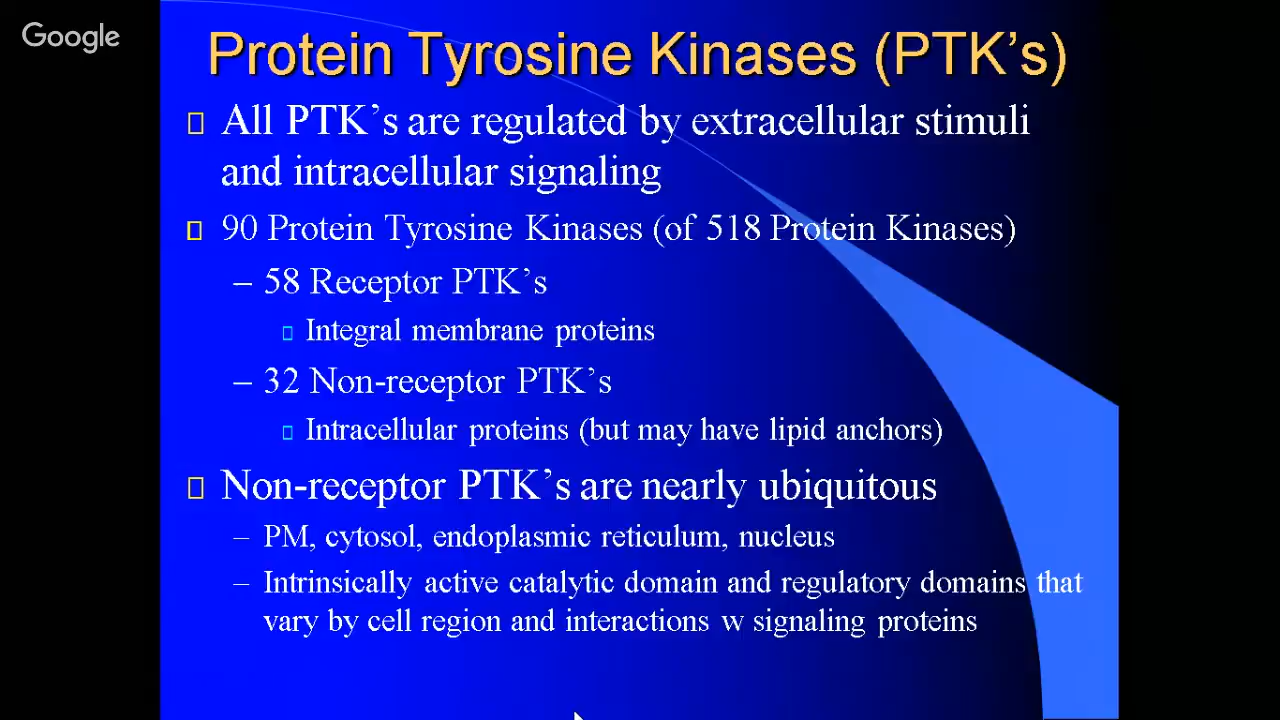 Google
Protein Tyrosine Kinases (PTK’s)
All PTK’s are regulated by extracellular stimuli
and intracellular signaling
90 Protein Tyrosine Kinases (of 518 Protein Kinases)
– 58 Receptor PTK’s
Integral membrane proteins
– 32 Non-receptor PTK’s
Intracellular proteins (but may have lipid anchors)
Non-receptor PTK’s are nearly ubiquitous
– PM, cytosol, endoplasmic reticulum, nucleus
– Intrinsically active catalytic domain and regulatory domains that
vary by cell region and interactions w signaling proteins